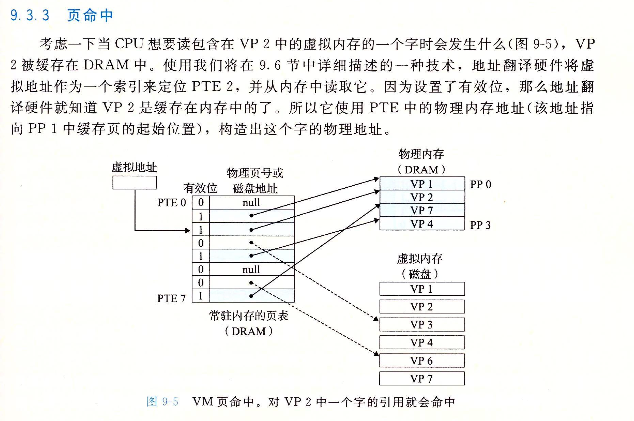 9.3.3 页命中
考虑一下当 CPU 想要读包含在 VP 2 中的虚拟内存的一个字时会发生什么(图 9-5)，VP
2 被缓存在 DRAM 中。使用我们将在 9.6 节中详细描述的一种技术，地址翻译硬件将虚
拟地址作为一个索引来定位 PTE 2，并从内存中读取它。因为设置了有效位，那么地址翻
译硬件就知道 VP 2 是缓存在内存中的了。所以它使用 PTE 中的物理内存地址(该地址指
向 PP 1 中缓存页的起始位置)，构造出这个字的物理地址。
虚拟地址
物理页号或
磁盘地址
有效位
PTE 0
0
null
1
1
0
1
0
null
0
PTE 7
1
常驻内存的页表
(DRAM)
物理内存
(DRAM)
VP 1
PP 0
VP 2
VP 7
VP 4
PP 3
虚拟内存
(磁盘)
VP 1
VP 2
VP 3
VP 4
VP 6
VP 7
图 9-5 VM 页命中。对 VP 2 中一个字的引用就会命中